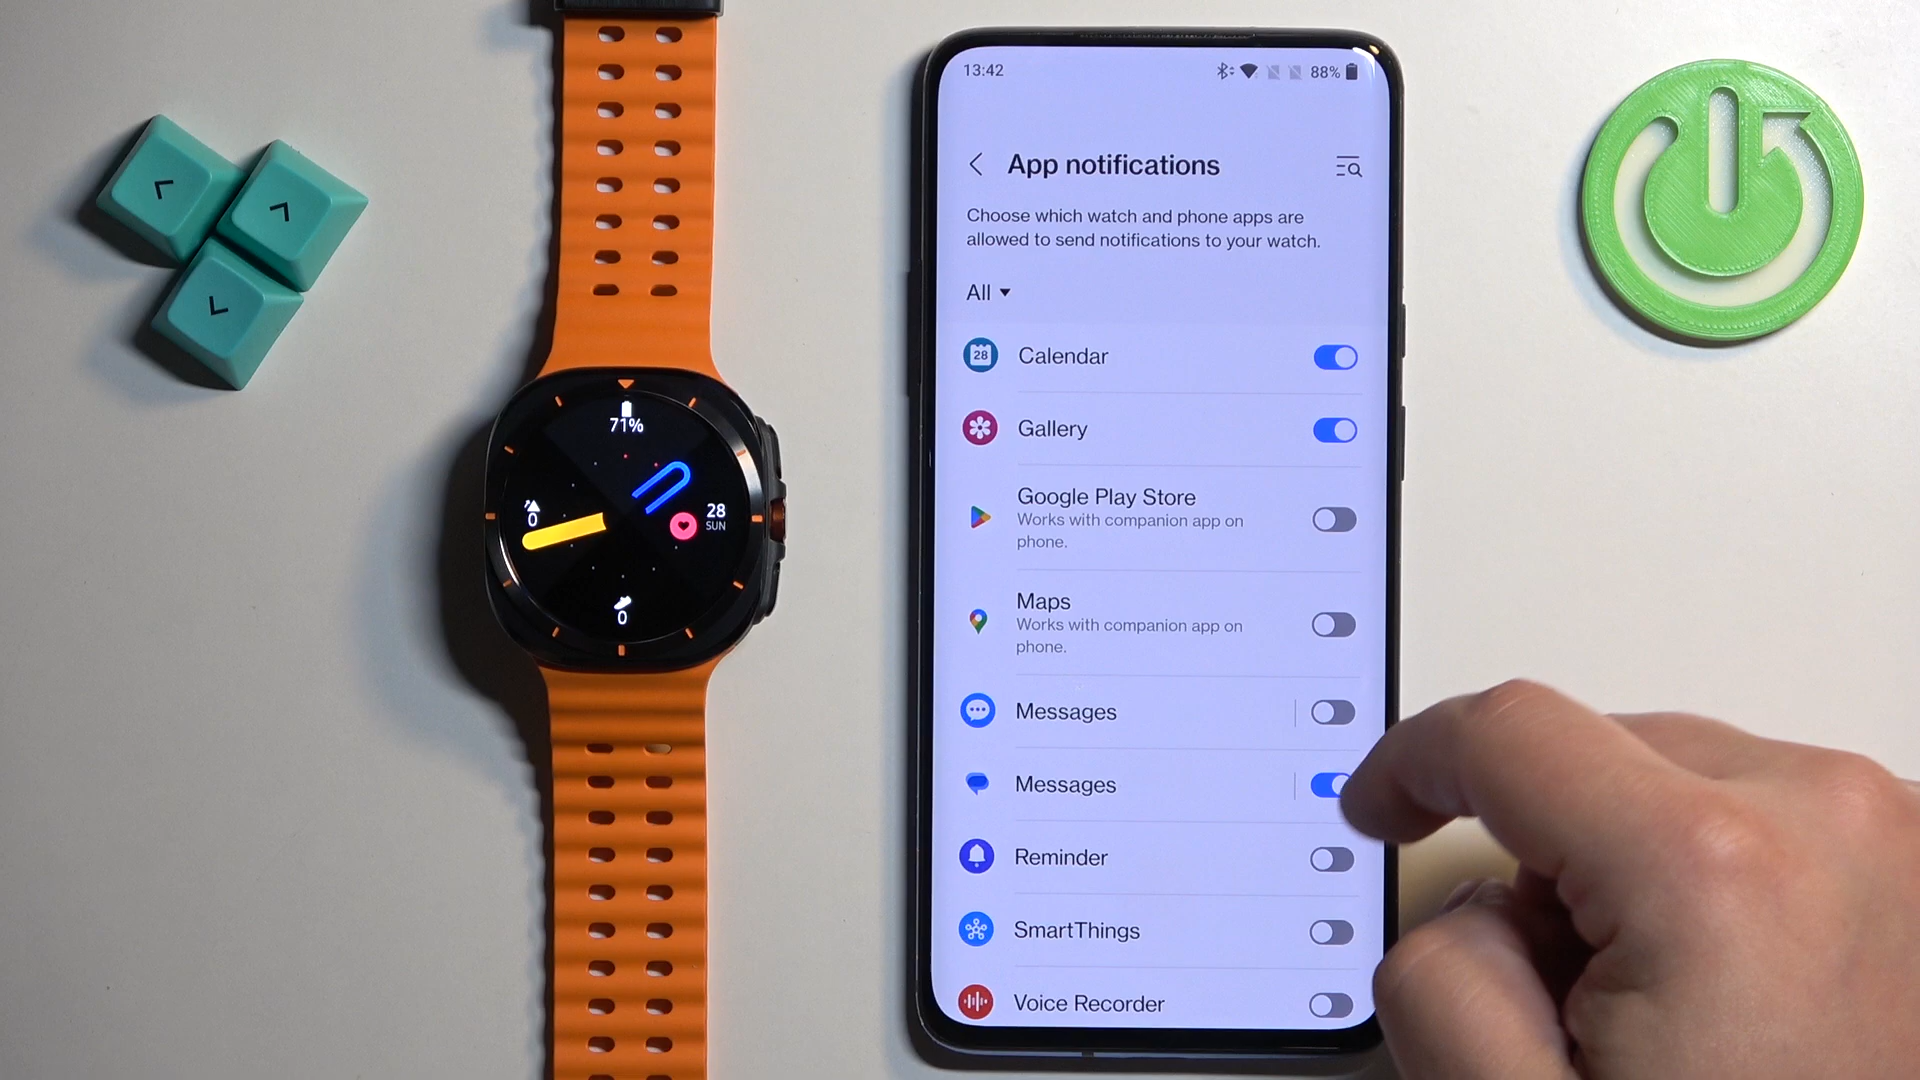 71%
0
28
SUN
0
13:42
88%
App notifications
Choose which watch and phone apps are
allowed to send notifications to your watch.
All
28
Calendar
Gallery
Google Play Store
Works with companion app on
phone.
Maps
Works with companion app on
phone.
Messages
Messages
Reminder
SmartThings
Voice Recorder